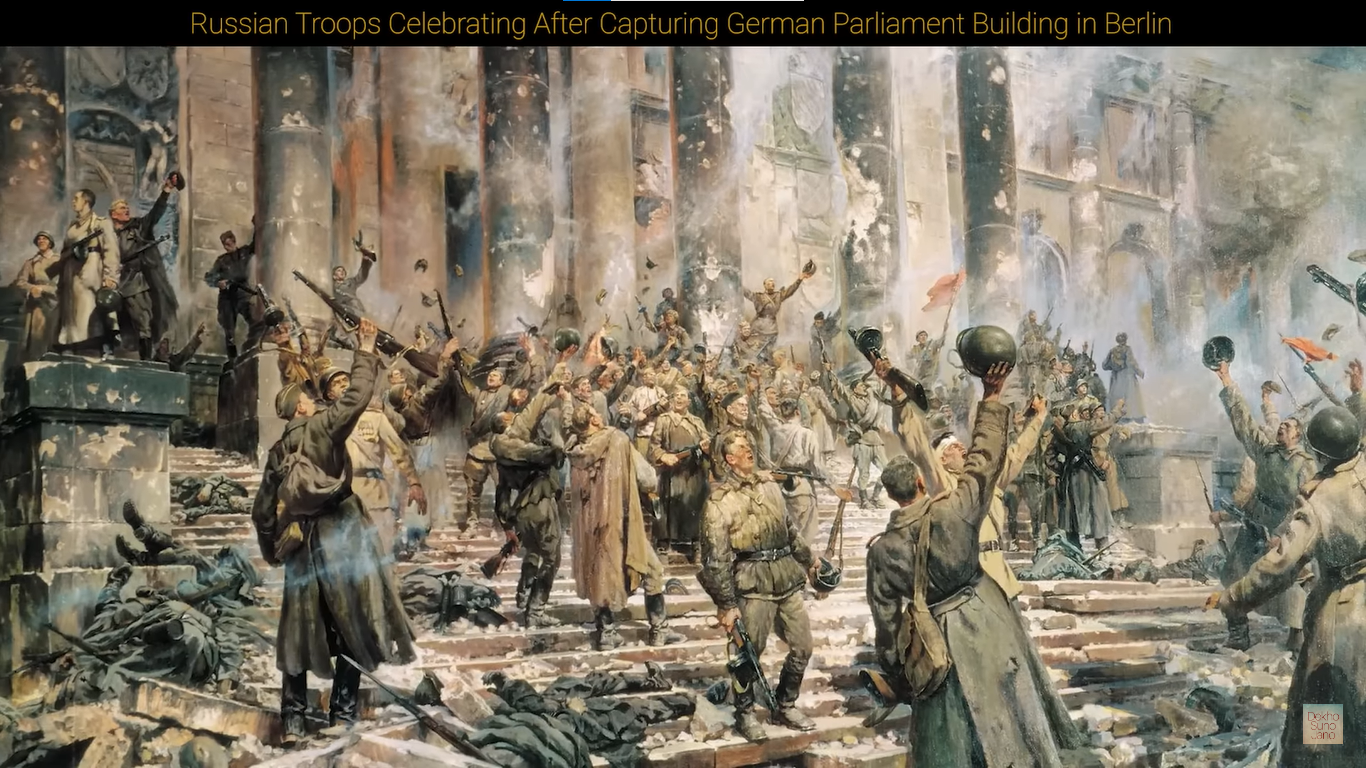 Russian Troops Celebrating After Capturing German Parliament Building in Berlin
Dekho
Suno
Jano